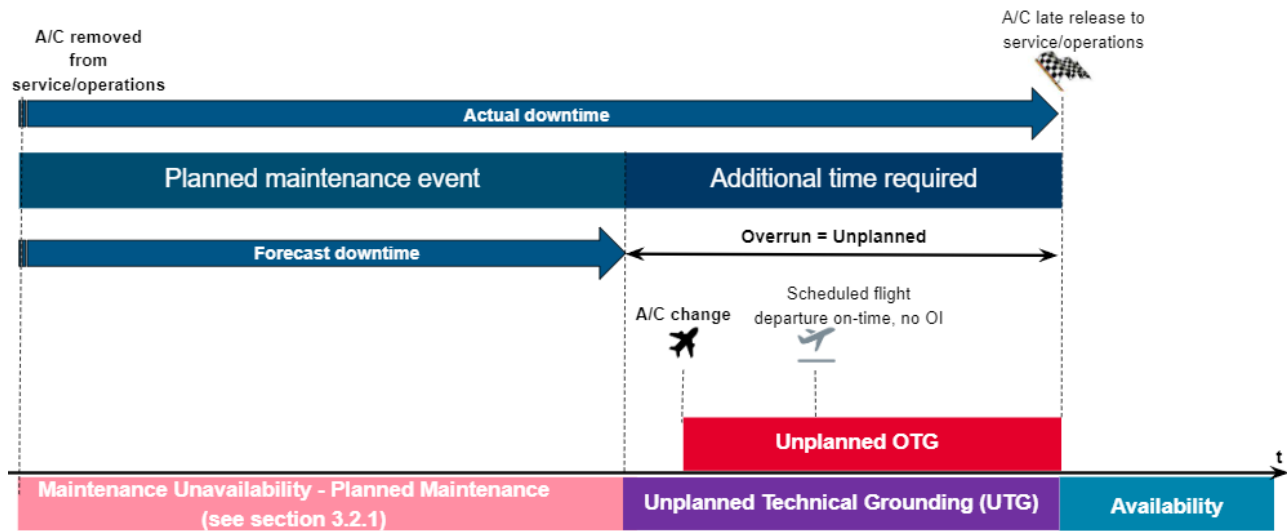 A/C removed
from
service/operations
A/C late release to
service/operations
Actual downtime
Planned maintenance event
Additional time required
Forecast downtime
Overrun = Unplanned
A/C change
Scheduled flight
departure on-time, no OI
Unplanned OTG
t
Maintenance Unavailability - Planned Maintenance
(see section 3.2.1)
Unplanned Technical Grounding (UTG)
Availability